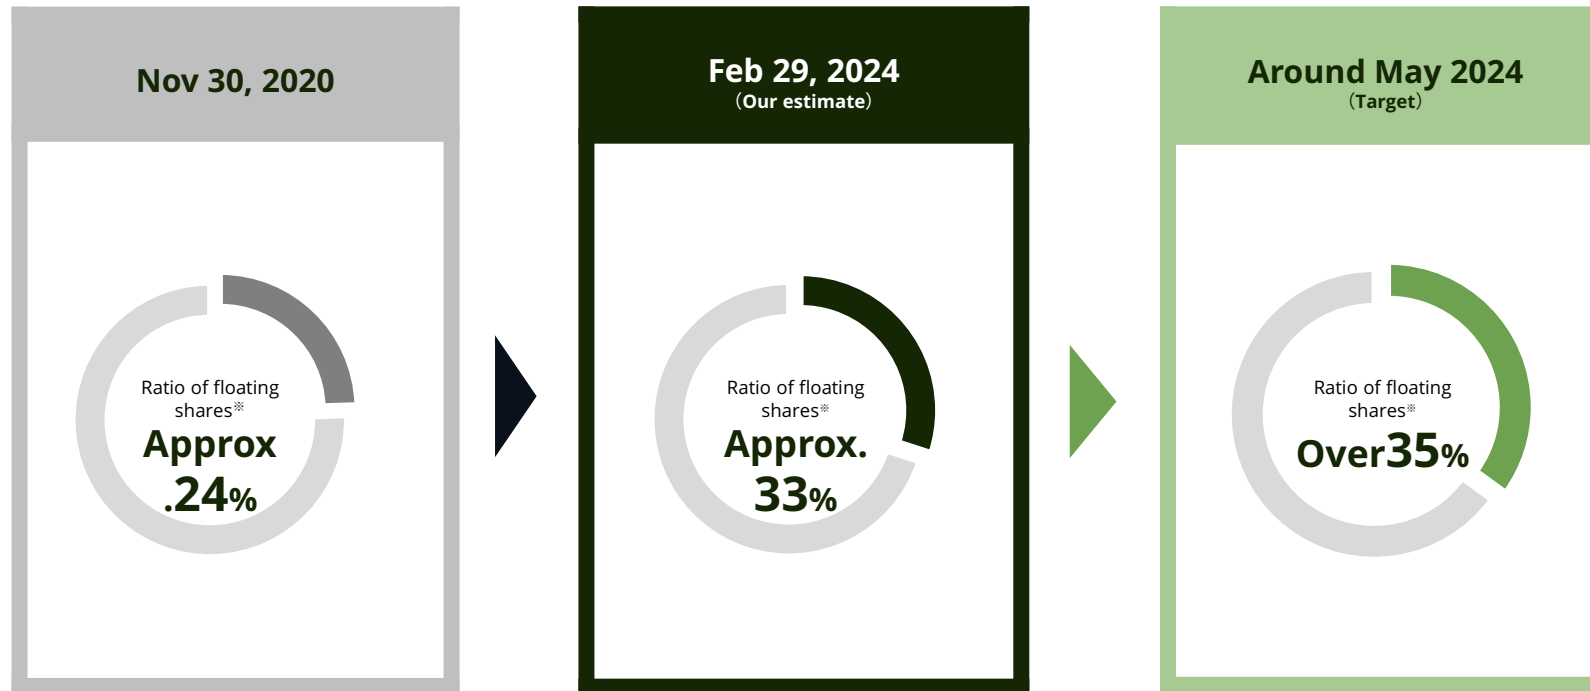 Nov 30, 2020
Ratio of floating
shares※
Approx
.24%
Feb 29, 2024
（Our estimate）
Ratio of floating
shares※
Approx.
33%
Around May 2024
（Target）
Ratio of floating
shares※
Over35%